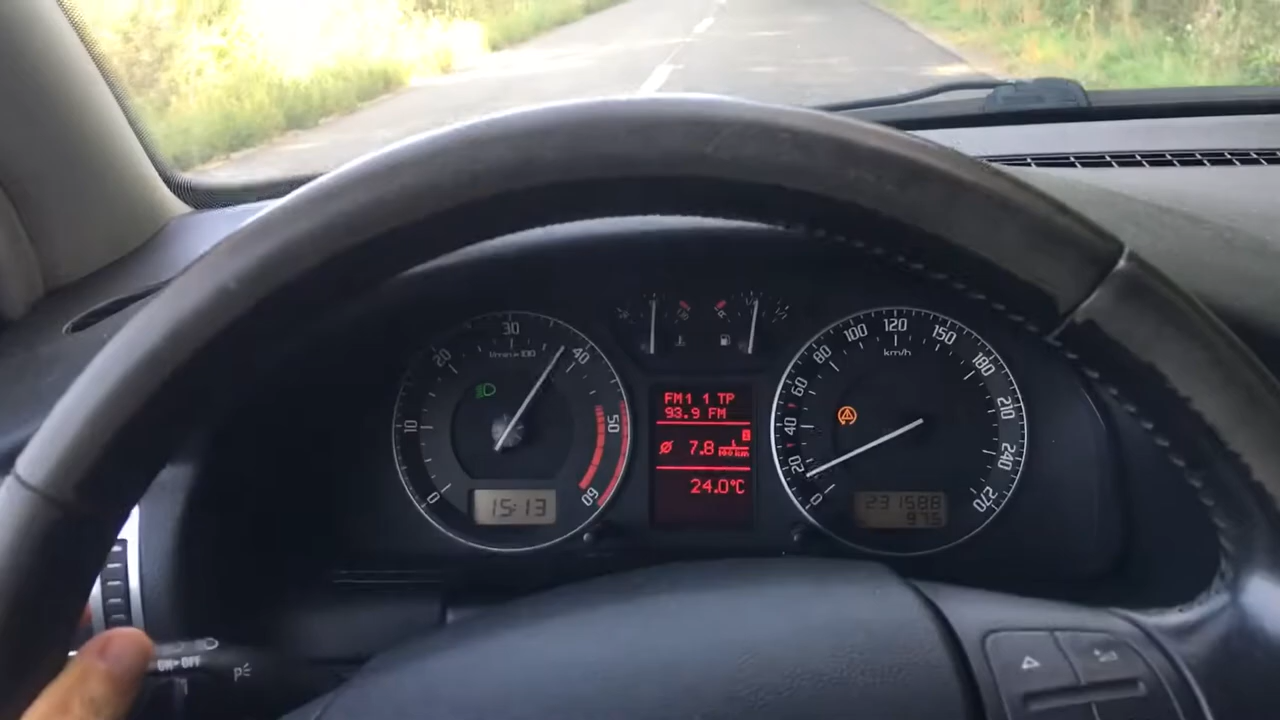 30
20
40
1/min×100
10
50
0
60
15:13
FM1 1 TP
93.9 FM
ø 7.8 L/100km
24.0°C
120
100
150
80
km/h
180
60
210
40
20
240
0
270
231588
975
ON▷OFF
P